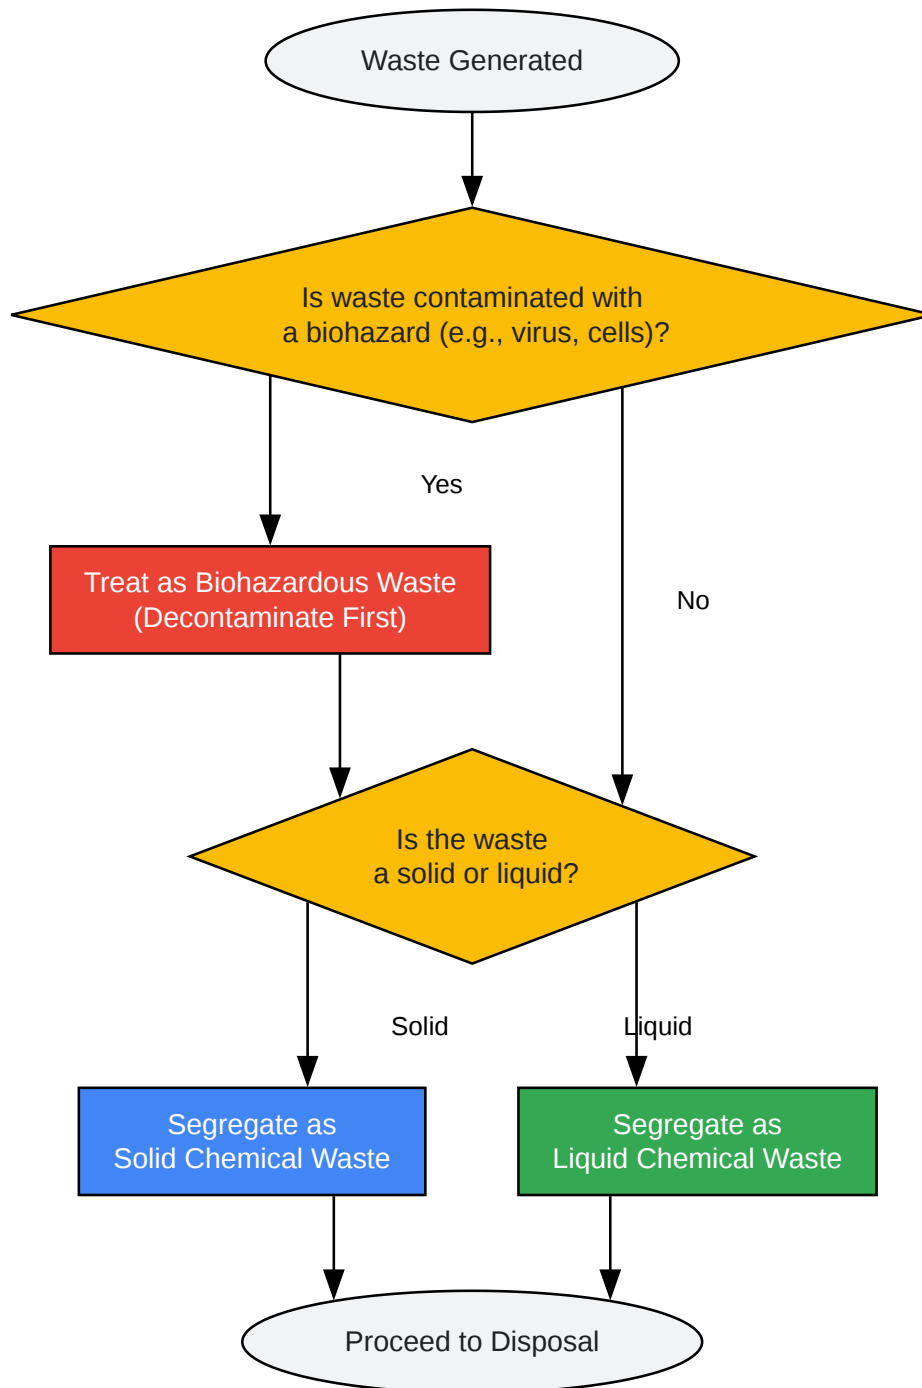 Waste Generated
Is waste contaminated with
a biohazard (e.g., virus, cells)?
Yes
Treat as Biohazardous Waste
(Decontaminate First)
No
Is the waste
a solid or liquid?
Solid
Liquid
Segregate as
Solid Chemical Waste
Segregate as
Liquid Chemical Waste
Proceed to Disposal